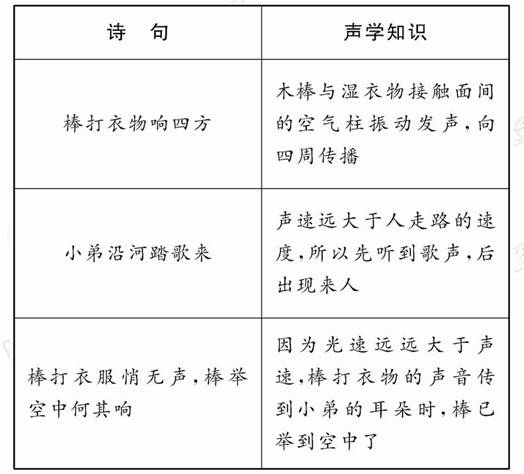 诗 句
声学知识
棒打衣物响四方
木棒与湿衣物接触面间
的空气柱振动发声,向
四周传播
小弟沿河踏歌来
声速远大于人走路的速
度,所以先听到歌声,后
出现来人
棒打衣服悄无声,棒举
空中何其响
因为光速远远大于声
速,棒打衣物的声音传
到小弟的耳朵时,棒已
举到空中了